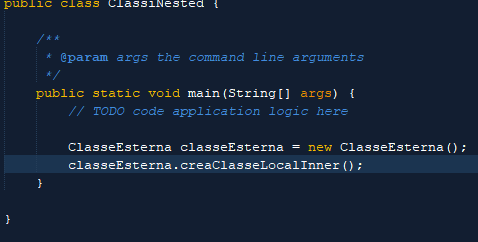 public class ClassiNested {
/**
* @param args the command line arguments
*/
public static void main(String[] args) {
// TODO code application logic here
ClasseEsterna classeEsterna = new ClasseEsterna();
classeEsterna.creaClasseLocalInner();
}
}